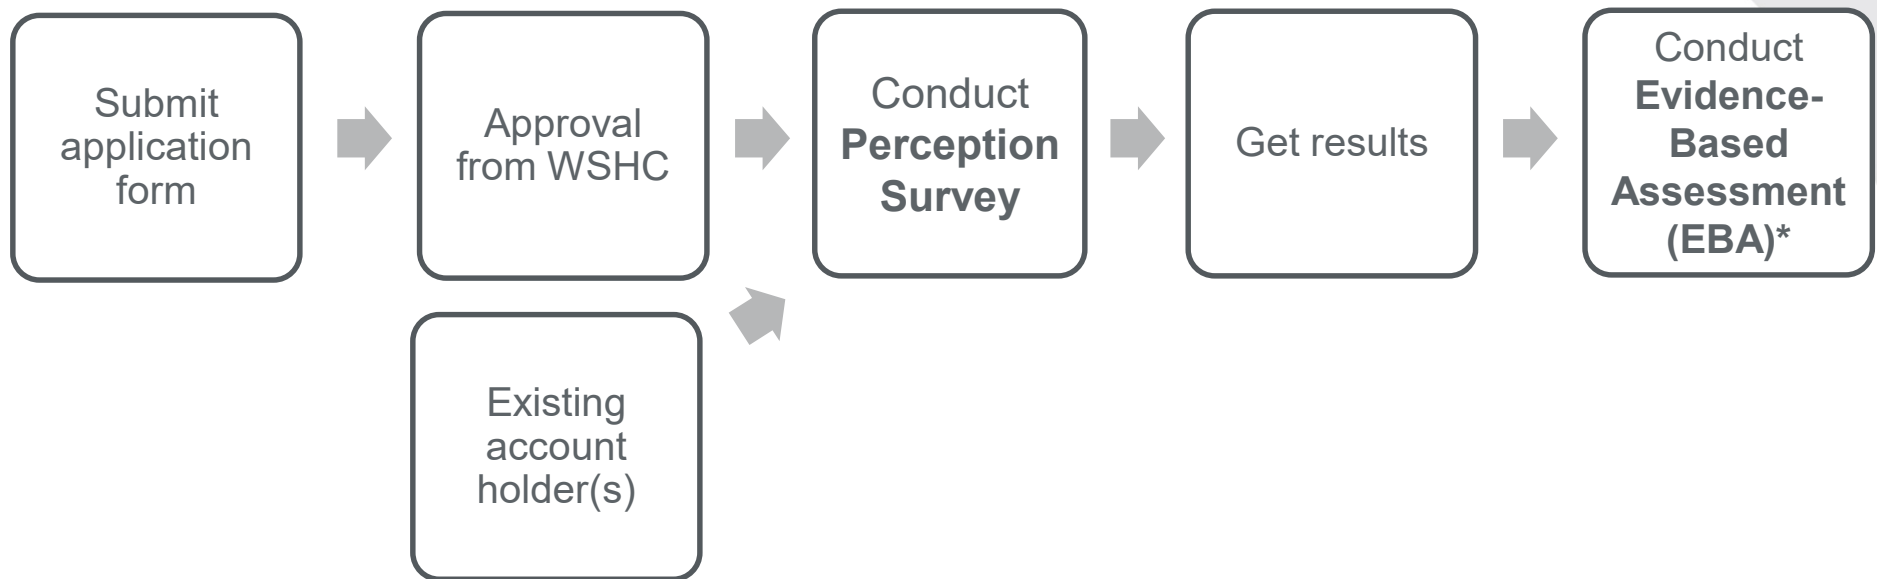 Submit
application
form
Approval
from WSHC
Existing
account
holder(s)
Conduct
Perception
Survey
Get results
Conduct
Evidence-
Based
Assessment
(EBA)*